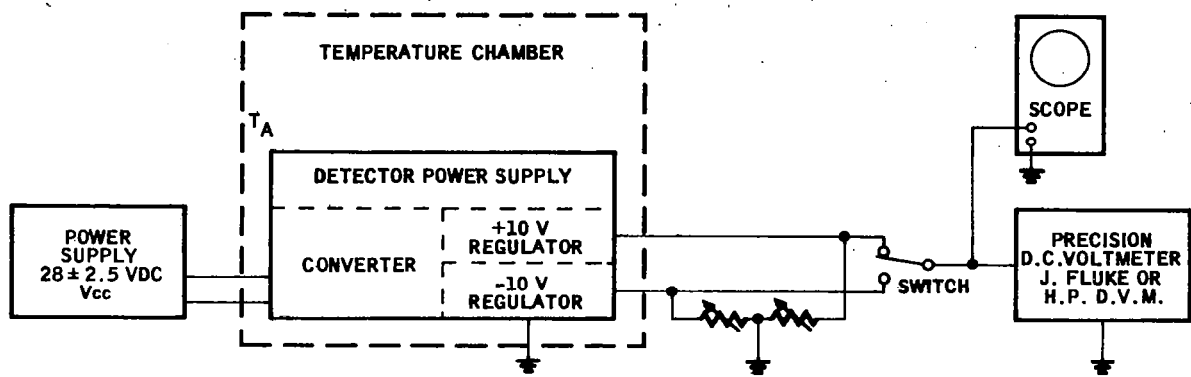 TEMPERATURE CHAMBER
TA
DETECTOR POWER SUPPLY
CONVERTER
+10 V
REGULATOR
-10 V
REGULATOR
POWER
SUPPLY
28 ± 2.5 VDC
Vcc
SWITCH
SCOPE
PRECISION
D.C.VOLTMETER
J. FLUKE OR
H.P. D.V.M.